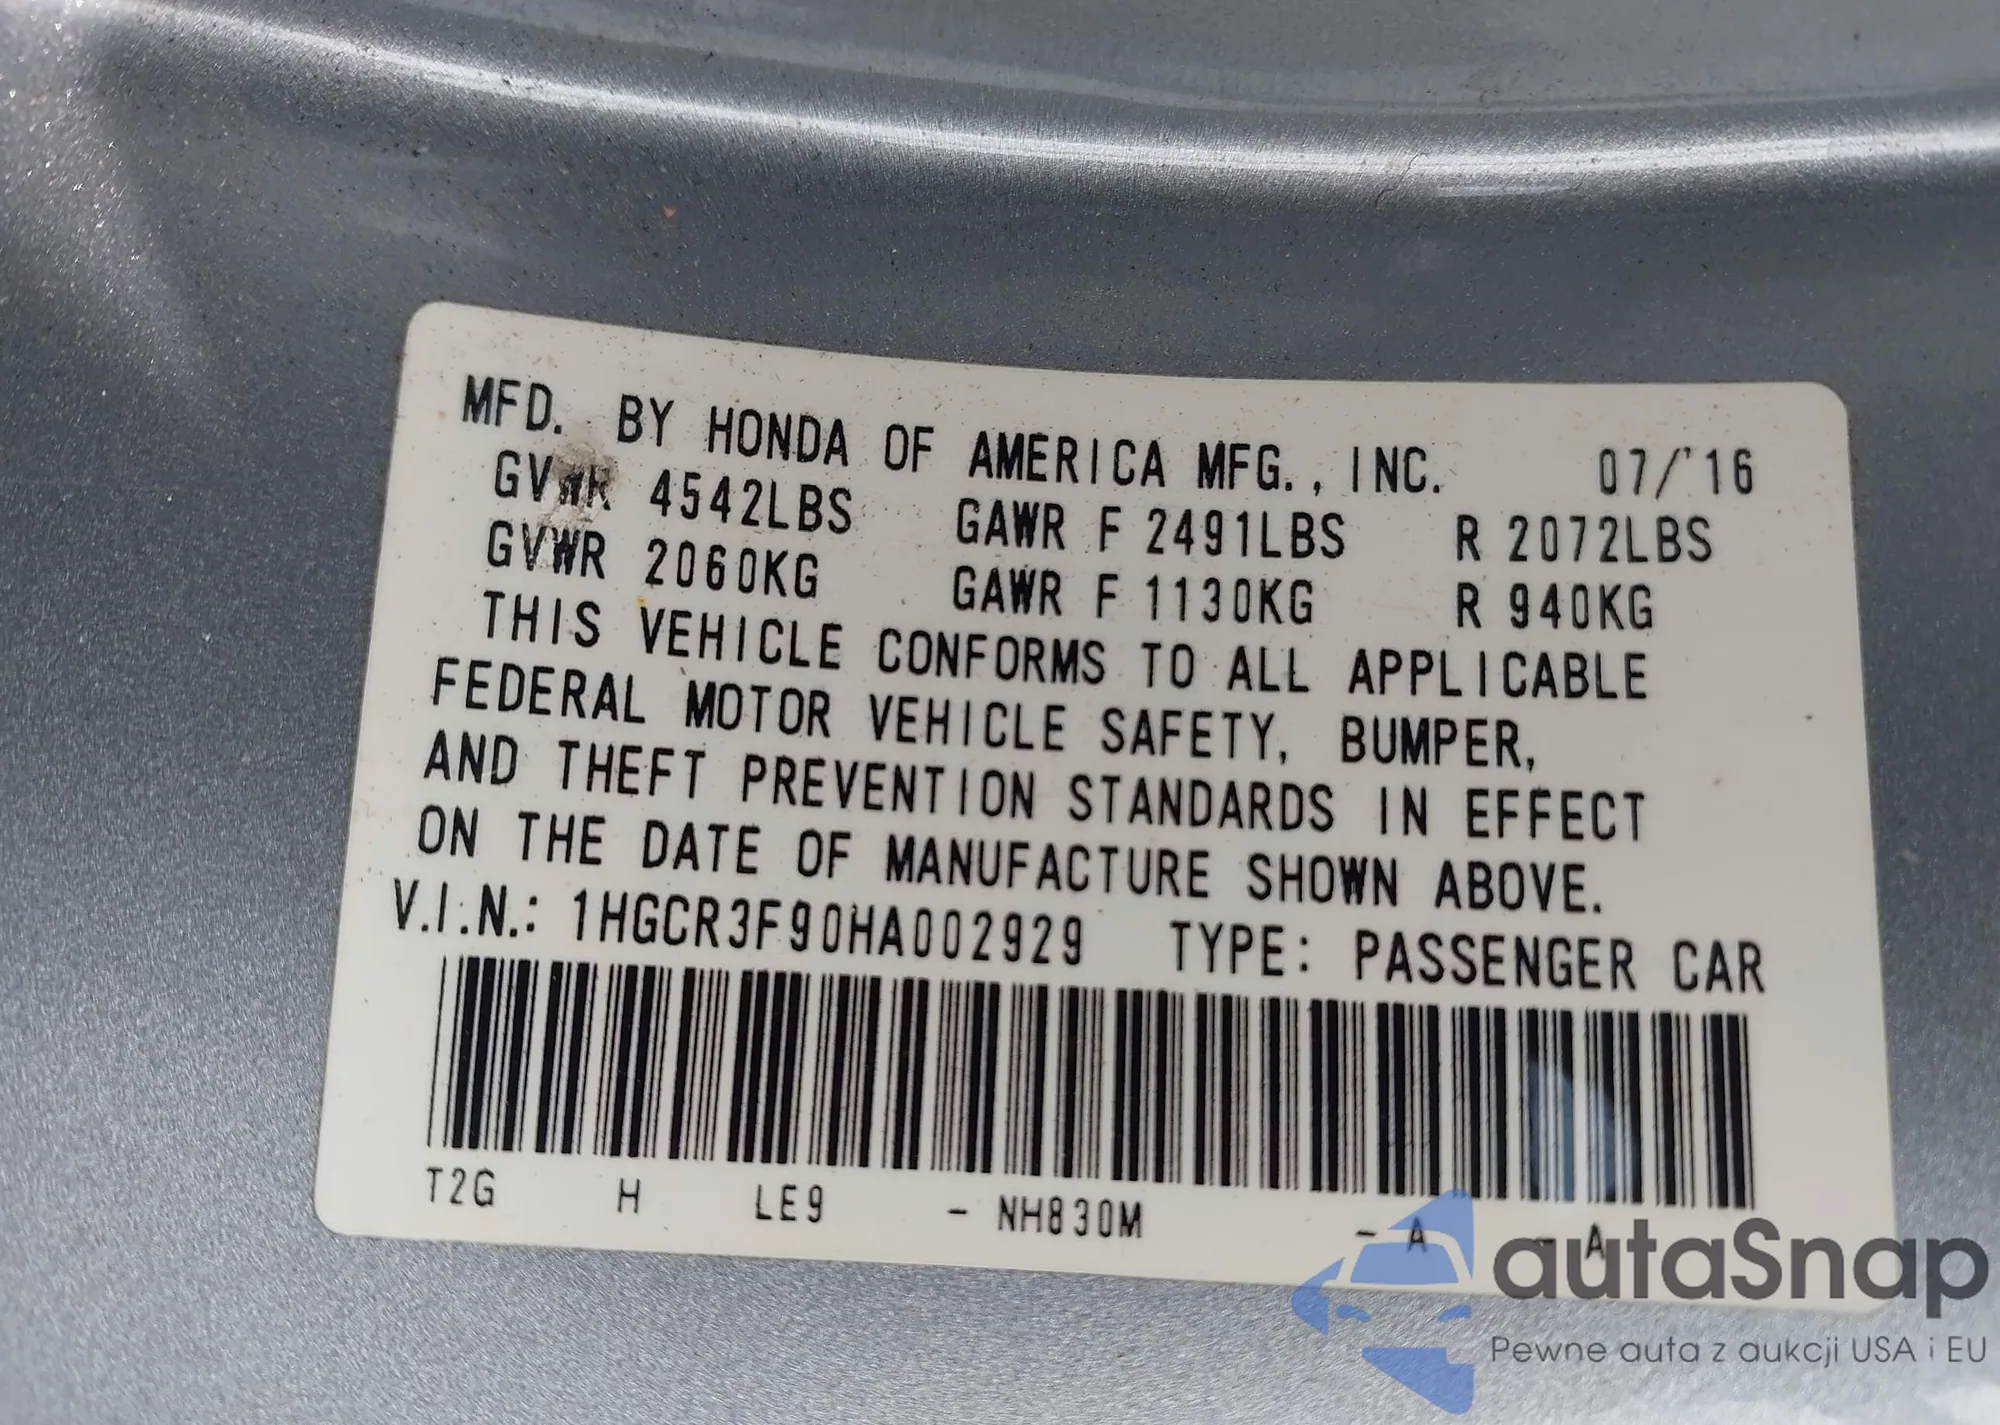 MFD. BY HONDA OF AMERICA MFG., INC. 07/'16
GVWR 4542LBS GAWR F 2491LBS R 2072LBS
GVWR 2060KG GAWR F 1130KG R 940KG
THIS VEHICLE CONFORMS TO ALL APPLICABLE
FEDERAL MOTOR VEHICLE SAFETY, BUMPER,
AND THEFT PREVENTION STANDARDS IN EFFECT
ON THE DATE OF MANUFACTURE SHOWN ABOVE.
V.I.N.: 1HGCR3F90HA002929 TYPE: PASSENGER CAR
T2G H LE9 - NH830M - A - A
autaSnap
Pewne auta z aukcji USA i EU